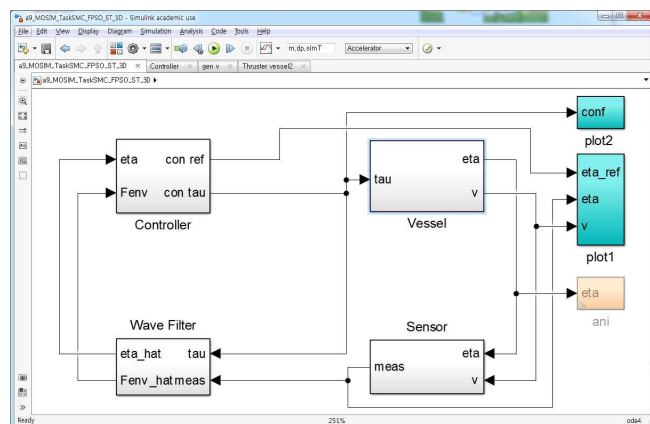 a9_MOSIM_TaskSMC_FPSO_ST_3D - Simulink academic use
File Edit View Display Diagram Simulation Analysis Code Tools Help
m,dp,simT Accelerator
a9_MOSIM_TaskSMC_FPSO_ST_3D Controller gen v Thruster vessel2
a9_MOSIM_TaskSMC_FPSO_ST_3D
conf
plot2
eta con ref
Fenv con tau
Controller
eta
tau
v
Vessel
eta_ref
eta
v
plot1
eta
ani
Wave Filter
eta_hat tau
Fenv_hat meas
Sensor
eta
meas
v
Ready 251% ode4